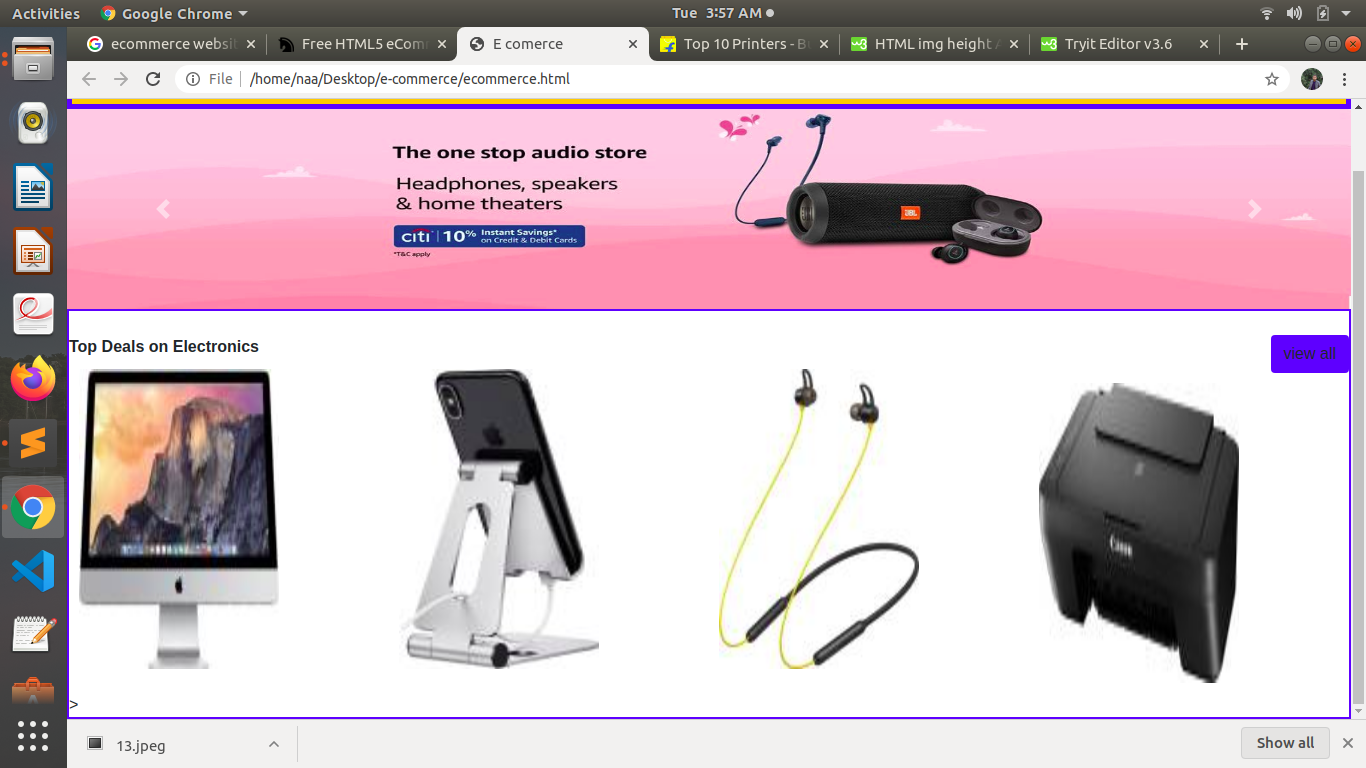 Activities
Google Chrome
Tue 3:57 AM
ecommerce websi
Free HTML5 eCom
E comerce
Top 10 Printers - B
HTML img height
Tryit Editor v3.6
File
/home/naa/Desktop/e-commerce/ecommerce.html
The one stop audio store
Headphones, speakers
& home theaters
citi 10% Instant Savings*
on Credit & Debit Cards
*T&C apply
JBL
Top Deals on Electronics
view all
Canon
>
13.jpeg
Show all